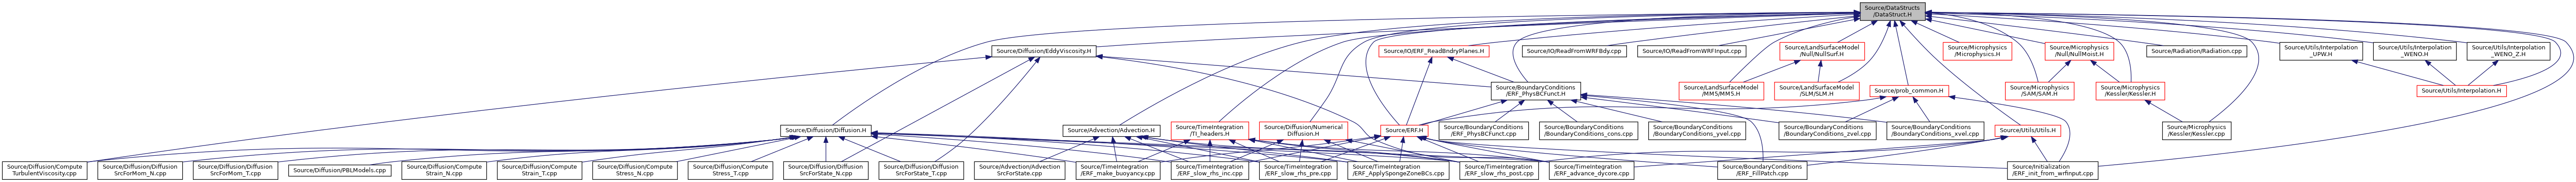 Source/DataStructs
/DataStruct.H
Source/Diffusion/EddyViscosity.H
Source/IO/ERF_ReadBndryPlanes.H
Source/IO/ReadFromWRFBdy.cpp
Source/IO/ReadFromWRFInput.cpp
Source/LandSurfaceModel
/Null/NullSurf.H
Source/Microphysics
/Microphysics.H
Source/Microphysics
/Null/NullMoist.H
Source/Radiation/Radiation.cpp
Source/Utils/Interpolation
_UPW.H
Source/Utils/Interpolation
_WENO.H
Source/Utils/Interpolation
_WENO_Z.H
Source/BoundaryConditions
/ERF_PhysBCFunct.H
Source/LandSurfaceModel
/MM5/MM5.H
Source/LandSurfaceModel
/SLM/SLM.H
Source/prob_common.H
Source/Microphysics
/SAM/SAM.H
Source/Microphysics
/Kessler/Kessler.H
Source/Utils/Interpolation.H
Source/Diffusion/Diffusion.H
Source/Advection/Advection.H
Source/TimeIntegration
/TI_headers.H
Source/Diffusion/Numerical
Diffusion.H
Source/ERF.H
Source/BoundaryConditions
/ERF_PhysBCFunct.cpp
Source/BoundaryConditions
/BoundaryConditions_cons.cpp
Source/BoundaryConditions
/BoundaryConditions_yvel.cpp
Source/BoundaryConditions
/BoundaryConditions_zvel.cpp
Source/BoundaryConditions
/BoundaryConditions_xvel.cpp
Source/Utils/Utils.H
Source/Microphysics
/Kessler/Kessler.cpp
Source/Diffusion/Compute
TurbulentViscosity.cpp
Source/Diffusion/Diffusion
SrcForMom_N.cpp
Source/Diffusion/Diffusion
SrcForMom_T.cpp
Source/Diffusion/PBLModels.cpp
Source/Diffusion/Compute
Strain_N.cpp
Source/Diffusion/Compute
Strain_T.cpp
Source/Diffusion/Compute
Stress_N.cpp
Source/Diffusion/Compute
Stress_T.cpp
Source/Diffusion/Diffusion
SrcForState_N.cpp
Source/Diffusion/Diffusion
SrcForState_T.cpp
Source/Advection/Advection
SrcForState.cpp
Source/TimeIntegration
/ERF_make_buoyancy.cpp
Source/TimeIntegration
/ERF_slow_rhs_inc.cpp
Source/TimeIntegration
/ERF_slow_rhs_pre.cpp
Source/TimeIntegration
/ERF_ApplySpongeZoneBCs.cpp
Source/TimeIntegration
/ERF_slow_rhs_post.cpp
Source/TimeIntegration
/ERF_advance_dycore.cpp
Source/BoundaryConditions
/ERF_FillPatch.cpp
Source/Initialization
/ERF_init_from_wrfinput.cpp